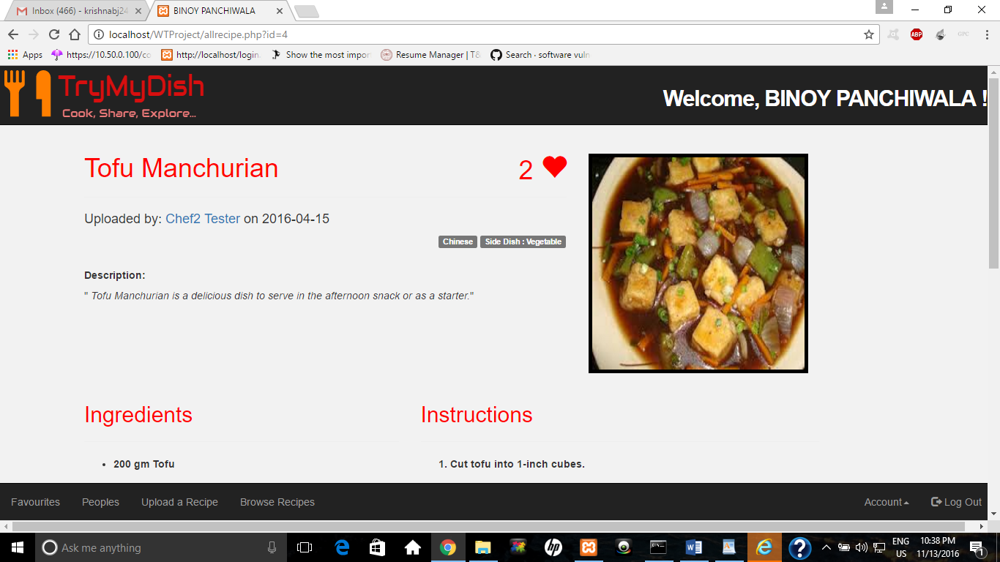 Inbox (466) - krishnabj24
BINOY PANCHIWALA
localhost/WTProject/allrecipe.php?id=4
ABP
GPC
Apps
https://10.50.0.100/co
http://localhost/login.
Show the most impor
Resume Manager | T&
Search · software vuln
TryMyDish
Cook, Share, Explore...
Welcome, BINOY PANCHIWALA !
Tofu Manchurian
2
Uploaded by: Chef2 Tester on 2016-04-15
Chinese Side Dish : Vegetable
Description:
" Tofu Manchurian is a delicious dish to serve in the afternoon snack or as a starter."
Ingredients
Instructions
• 200 gm Tofu
1. Cut tofu into 1-inch cubes.
Favourites Peoples Upload a Recipe Browse Recipes Account Log Out
Ask me anything
hp
ENG
US
10:38 PM
11/13/2016
1